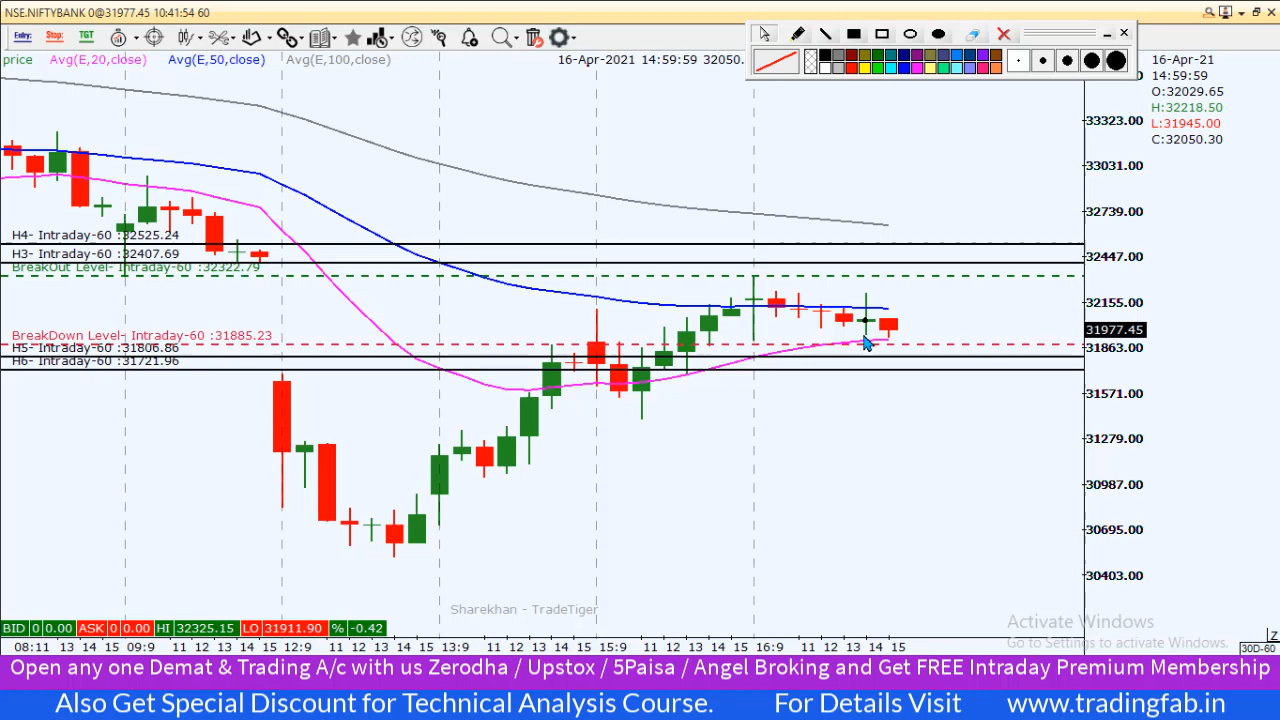 NSE.NIFTYBANK 0@31977.45 10:41:54 60
Entry: Stop: TGT
price Avg(E,20,close) Avg(E,50,close) Avg(E,100,close) 16-Apr-2021 14:59:59 32050.
16-Apr-21
14:59:59
O:32029.65
H:32218.50
L:31945.00
C:32050.30
33323.00
33031.00
32739.00
H4- Intraday-60 :32525.24
H3- Intraday-60 :32407.69
32447.00
BreakOut Level- Intraday-60 :32322.79
32155.00
31977.45
BreakDown Level- Intraday-60 :31885.23
H5- Intraday-60 :31806.86
31863.00
H6- Intraday-60 :31721.96
31571.00
31279.00
30987.00
30695.00
30403.00
Sharekhan - TradeTiger
Activate Windows
Go to Settings to activate Windows.
BID 0 0.00 ASK 0 0.00 HI 32325.15 LO 31911.90 % -0.42
Z
08:11 13 14 15 09:9 11 12 13 14 15 12:9 11 12 13 14 15 13:9 11 12 13 14 15 15:9 11 12 13 14 15 16:9 11 12 13 14 15 30D-60
Open any one Demat & Trading A/c with us Zerodha / Upstox / 5Paisa / Angel Broking and Get FREE Intraday Premium Membership
Also Get Special Discount for Technical Analysis Course. For Details Visit www.tradingfab.in